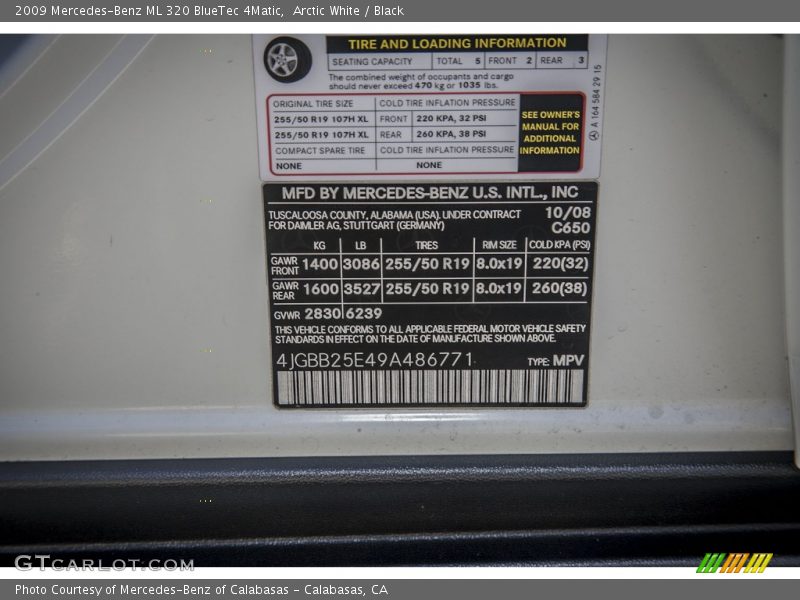 2009 Mercedes-Benz ML 320 BlueTec 4Matic,  Arctic White / Black
TIRE AND LOADING INFORMATION
SEATING CAPACITY TOTAL 5 FRONT 2 REAR 3
The combined weight of occupants and cargo
should never exceed 470 kg or 1035 lbs.
ORIGINAL TIRE SIZE COLD TIRE INFLATION PRESSURE
255/50 R19 107H XL FRONT 220 KPA, 32 PSI
255/50 R19 107H XL REAR 260 KPA, 38 PSI
COMPACT SPARE TIRE COLD TIRE INFLATION PRESSURE
NONE NONE
SEE OWNER'S
MANUAL FOR
ADDITIONAL
INFORMATION
A 164 584 29 15
MFD BY MERCEDES-BENZ U.S. INTL., INC
TUSCALOOSA COUNTY, ALABAMA (USA). UNDER CONTRACT 10/08
FOR DAIMLER AG, STUTTGART (GERMANY) C650
KG LB TIRES RIM SIZE COLD KPA (PSI)
GAWR FRONT 1400 3086 255/50 R19 8.0x19 220(32)
GAWR REAR 1600 3527 255/50 R19 8.0x19 260(38)
GVWR 2830 6239
THIS VEHICLE CONFORMS TO ALL APPLICABLE FEDERAL MOTOR VEHICLE SAFETY
STANDARDS IN EFFECT ON THE DATE OF MANUFACTURE SHOWN ABOVE.
4JGBB25E49A486771 TYPE: MPV
GTCARLOT.COM
Photo Courtesy of Mercedes-Benz of Calabasas - Calabasas, CA